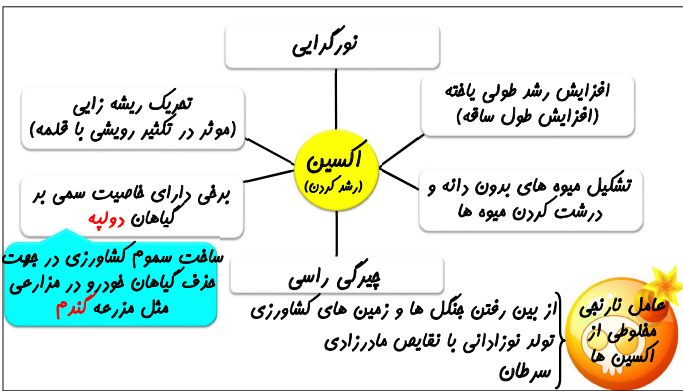 نورگرایی
افزایش رشد طولی یاخته
(افزایش طول ساقه)
تحریک ریشه زایی
(موثر در تکثیر رویشی با قلمه)
اکسین
(رشد کردن)
تشکیل میوه های بدون دانه و
درشت کردن میوه ها
برخی دارای خاصیت سمی بر
گیاهان دولپه
ساخت سموم کشاورزی در جهت
حذف گیاهان خودرو در مزارعی
مثل مزرعه گندم
چیرگی راسی
عامل نارنجی
مخلوطی از
اکسین ها
از بین رفتن جنگل ها و زمین های کشاورزی
تولد نوزادانی با نقایص مادرزادی
سرطان